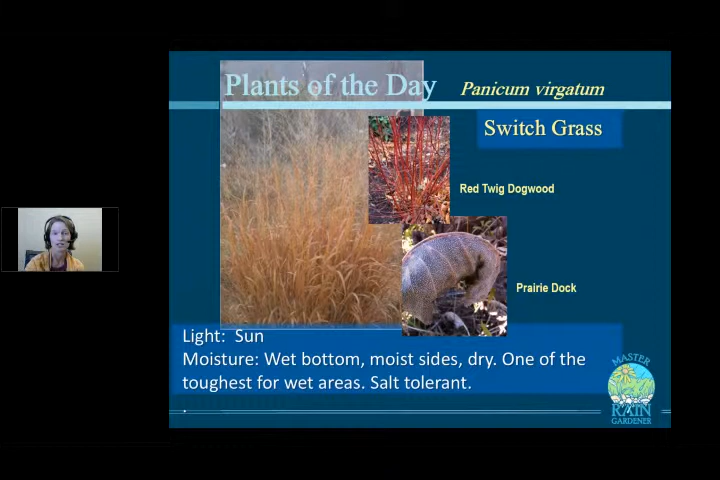 Plants of the Day
Panicum virgatum
Switch Grass
Red Twig Dogwood
Prairie Dock
Light: Sun
Moisture: Wet bottom, moist sides, dry. One of the
toughest for wet areas. Salt tolerant.
MASTER
RAIN
GARDENER